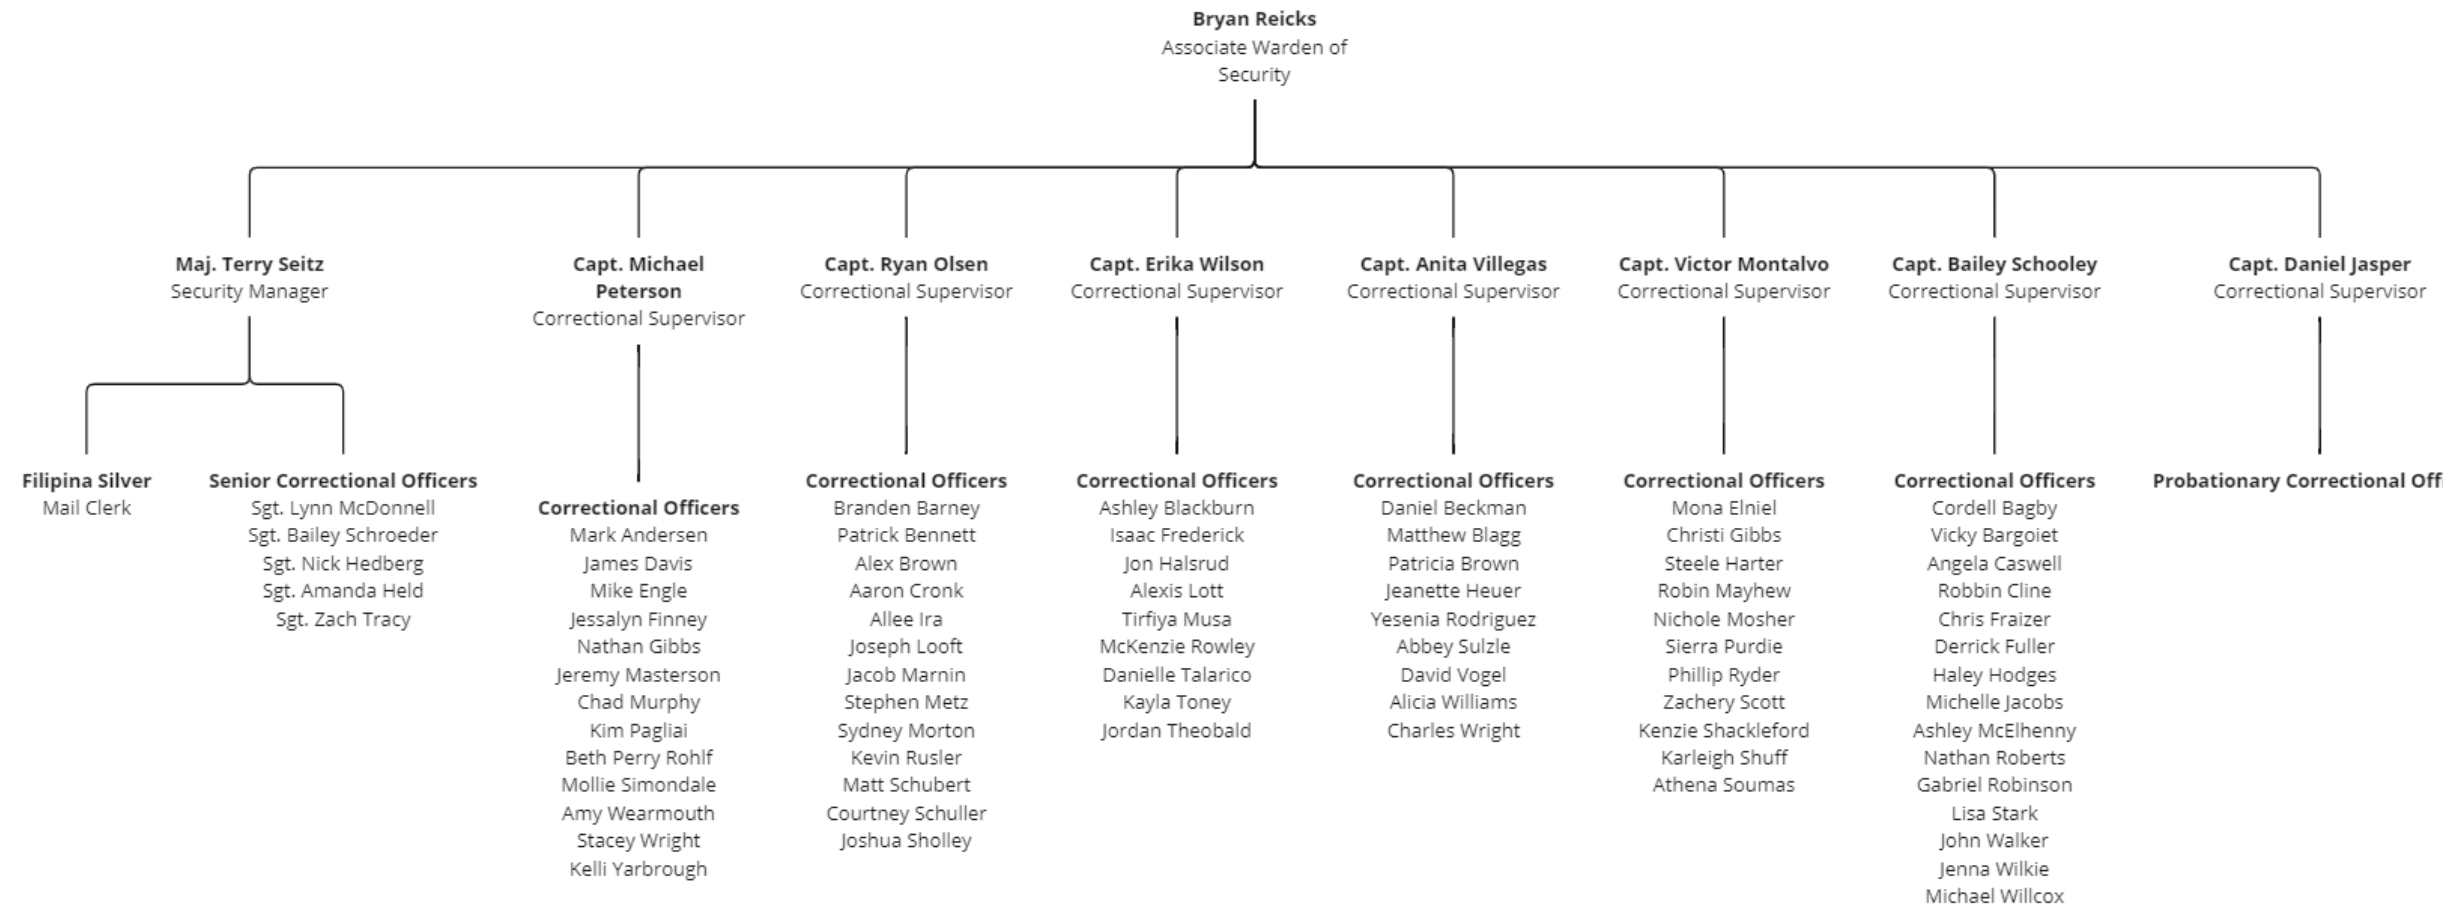 Bryan Reicks
Associate Warden of
Security
Maj. Terry Seitz
Security Manager
Capt. Michael
Peterson
Correctional Supervisor
Capt. Ryan Olsen
Correctional Supervisor
Capt. Erika Wilson
Correctional Supervisor
Capt. Anita Villegas
Correctional Supervisor
Capt. Victor Montalvo
Correctional Supervisor
Capt. Bailey Schooley
Correctional Supervisor
Capt. Daniel Jasper
Correctional Supervisor
Filipina Silver
Mail Clerk
Senior Correctional Officers
Sgt. Lynn McDonnell
Sgt. Bailey Schroeder
Sgt. Nick Hedberg
Sgt. Amanda Held
Sgt. Zach Tracy
Correctional Officers
Mark Andersen
James Davis
Mike Engle
Jessalyn Finney
Nathan Gibbs
Jeremy Masterson
Chad Murphy
Kim Pagliai
Beth Perry Rohlf
Mollie Simondale
Amy Wearmouth
Stacey Wright
Kelli Yarbrough
Correctional Officers
Branden Barney
Patrick Bennett
Alex Brown
Aaron Cronk
Allee Ira
Joseph Looft
Jacob Marnin
Stephen Metz
Sydney Morton
Kevin Rusler
Matt Schubert
Courtney Schuller
Joshua Sholley
Correctional Officers
Ashley Blackburn
Isaac Frederick
Jon Halsrud
Alexis Lott
Tirfiya Musa
McKenzie Rowley
Danielle Talarico
Kayla Toney
Jordan Theobald
Correctional Officers
Daniel Beckman
Matthew Blagg
Patricia Brown
Jeanette Heuer
Yesenia Rodriguez
Abbey Sulzle
David Vogel
Alicia Williams
Charles Wright
Correctional Officers
Mona Elniel
Christi Gibbs
Steele Harter
Robin Mayhew
Nichole Mosher
Sierra Purdie
Phillip Ryder
Zachery Scott
Kenzie Shackleford
Karleigh Shuff
Athena Soumas
Correctional Officers
Cordell Bagby
Vicky Bargoiet
Angela Caswell
Robbin Cline
Chris Fraizer
Derrick Fuller
Haley Hodges
Michelle Jacobs
Ashley McElhenny
Nathan Roberts
Gabriel Robinson
Lisa Stark
John Walker
Jenna Wilkie
Michael Willcox
Probationary Correctional Off